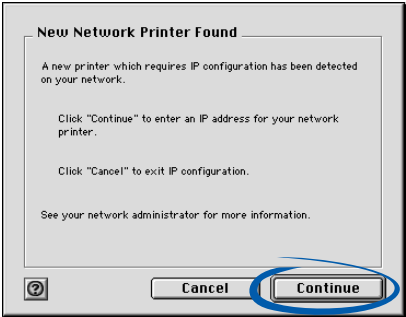 New Network Printer Found
A new printer which requires IP configuration has been detected
on your network.
Click "Continue" to enter an IP address for your network
printer.
Click "Cancel" to exit IP configuration.
See your network administrator for more information.
?
Cancel
Continue